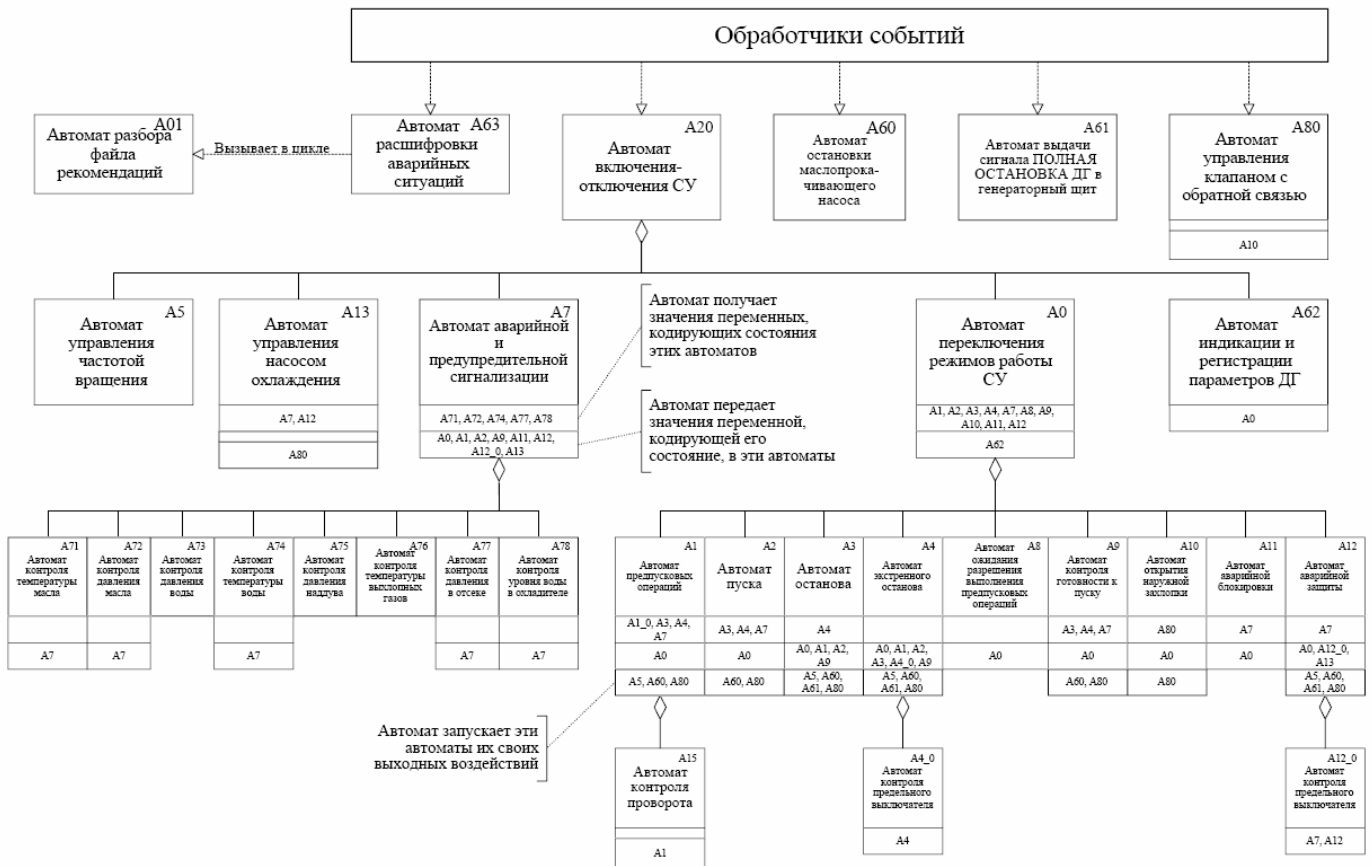 Обработчики событий
A01
Автомат разбора
файла
рекомендаций
Вызывает в цикле
A63
Автомат
расшифровки
аварийных
ситуаций
A20
Автомат
включения-
отключения СУ
A60
Автомат
остановки
маслопрока-
чивающего
насоса
A61
Автомат выдачи
сигнала ПОЛНАЯ
ОСТАНОВКА ДГ в
генераторный щит
A80
Автомат
управления
клапаном с
обратной связью
A10
A5
Автомат
управления
частотой
вращения
A13
Автомат
управления
насосом
охлаждения
A7, A12
A80
A7
Автомат аварийной
и
предупредительной
сигнализации
A71, A72, A74, A77, A78
A0, A1, A2, A9, A11, A12,
A12_0, A13
Автомат получает
значения переменных,
кодирующих состояния
этих автоматов
Автомат передает
значения переменной,
кодирующей его
состояние, в эти автоматы
A0
Автомат
переключения
режимов работы
СУ
A1, A2, A3, A4, A7, A8, A9,
A10, A11, A12
A62
A62
Автомат
индикации и
регистрации
параметров ДГ
A0
A71
Автомат
контроля
температуры
масла
A7
A72
Автомат
контроля
давления
масла
A7
A73
Автомат
контроля
давления
воды
A74
Автомат
контроля
температуры
воды
A7
A75
Автомат
контроля
давления
наддува
A76
Автомат
контроля
температуры
выхлопных
газов
A77
Автомат
контроля
давления
в отсеке
A7
A78
Автомат
контроля
уровня воды
в охладителе
A7
A1
Автомат
предпусковых
операций
A1_0, A3, A4,
A7
A0
A5, A60, A80
A2
Автомат
пуска
A3, A4, A7
A0
A60, A80
A3
Автомат
останова
A4
A0, A1, A2,
A9
A5, A60,
A61, A80
A4
Автомат
экстренного
останова
A0, A1, A2,
A3, A4_0, A9
A5, A60,
A61, A80
A8
Автомат
ожидания
разрешения
выполнения
предпусковых
операций
A0
A9
Автомат
контроля
готовности к
пуску
A3, A4, A7
A0
A60, A80
A10
Автомат
открытия
наружной
захлопки
A80
A0
A80
A11
Автомат
аварийной
блокировки
A7
A0
A12
Автомат
аварийной
защиты
A7
A0, A12_0,
A13
A5, A60,
A61, A80
Автомат запускает эти
автоматы их своих
выходных воздействий
A15
Автомат
контроля
проворота
A1
A4_0
Автомат
контроля
предельного
выключателя
A4
A12_0
Автомат
контроля
предельного
выключателя
A7, A12